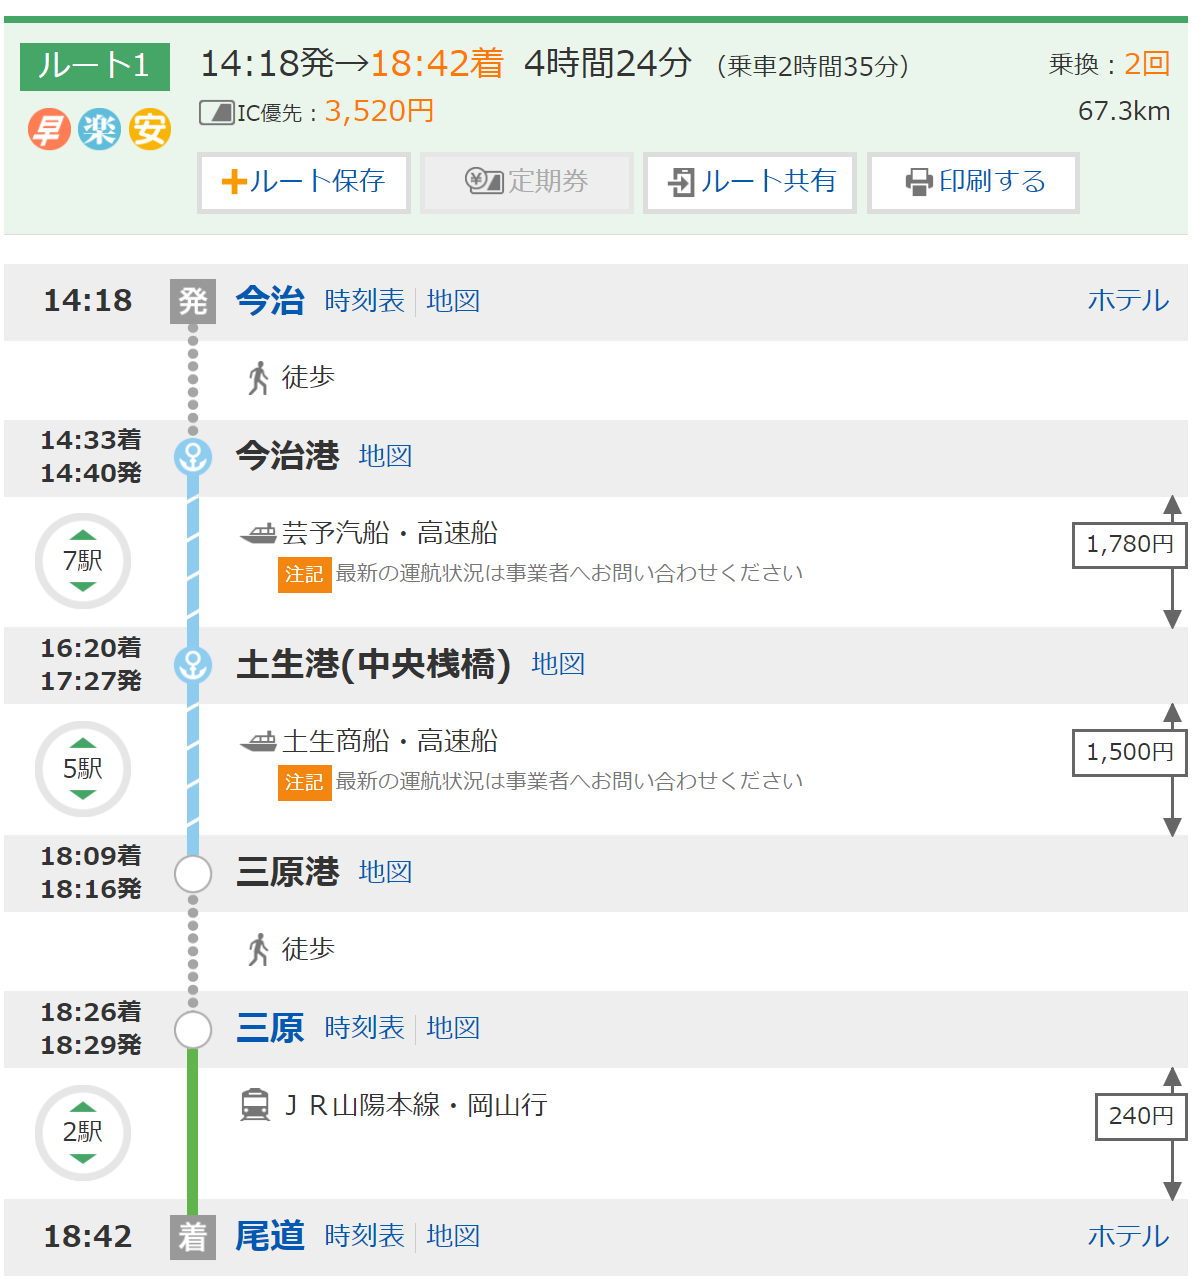 ルート1
14:18発→18:42着 4時間24分 (乗車2時間35分) 乗換：2回
早 楽 安
IC優先：3,520円 67.3km
ルート保存 定期券 ルート共有 印刷する
14:18 発 今治 時刻表 地図 ホテル
徒歩
14:33着
14:40発
今治港 地図
7駅
芸予汽船・高速船
注記 最新の運航状況は事業者へお問い合わせください
1,780円
16:20着
17:27発
土生港(中央桟橋) 地図
5駅
土生商船・高速船
注記 最新の運航状況は事業者へお問い合わせください
1,500円
18:09着
18:16発
三原港 地図
徒歩
18:26着
18:29発
三原 時刻表 地図
2駅
ＪＲ山陽本線・岡山行
240円
18:42 着 尾道 時刻表 地図 ホテル